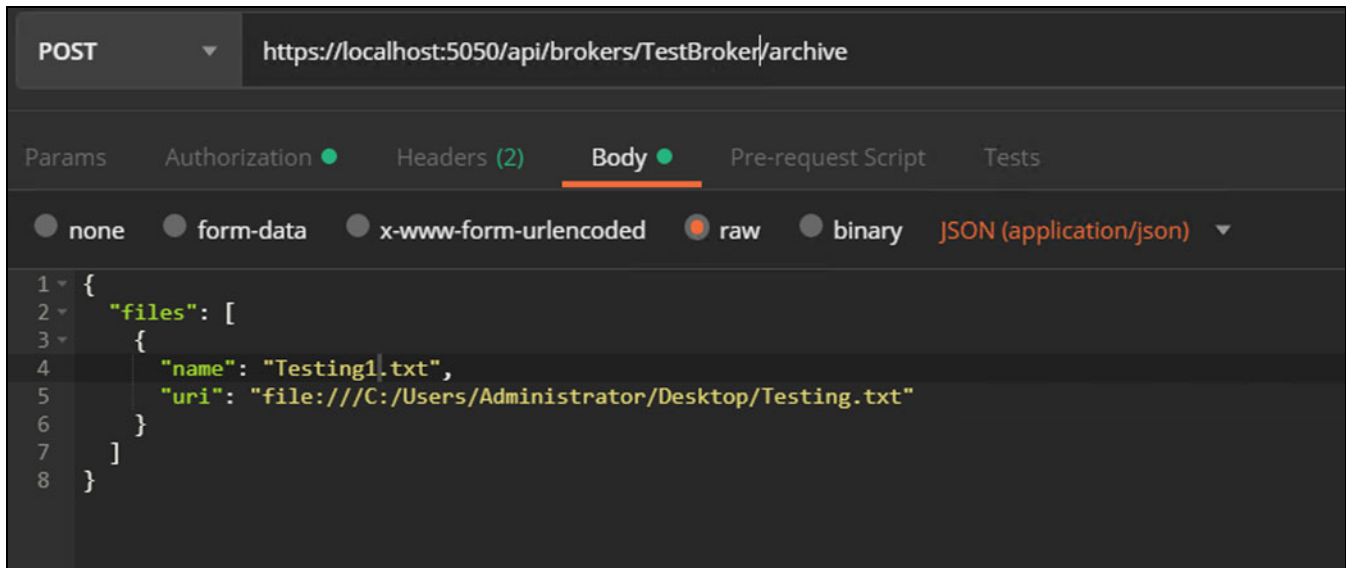 POST https://localhost:5050/api/brokers/TestBroker/archive
Params Authorization Headers (2) Body Pre-request Script Tests
none form-data x-www-form-urlencoded raw binary JSON (application/json)
1 {
2 "files": [
3 {
4 "name": "Testing1.txt",
5 "uri": "file:///C:/Users/Administrator/Desktop/Testing.txt"
6 }
7 ]
8 }